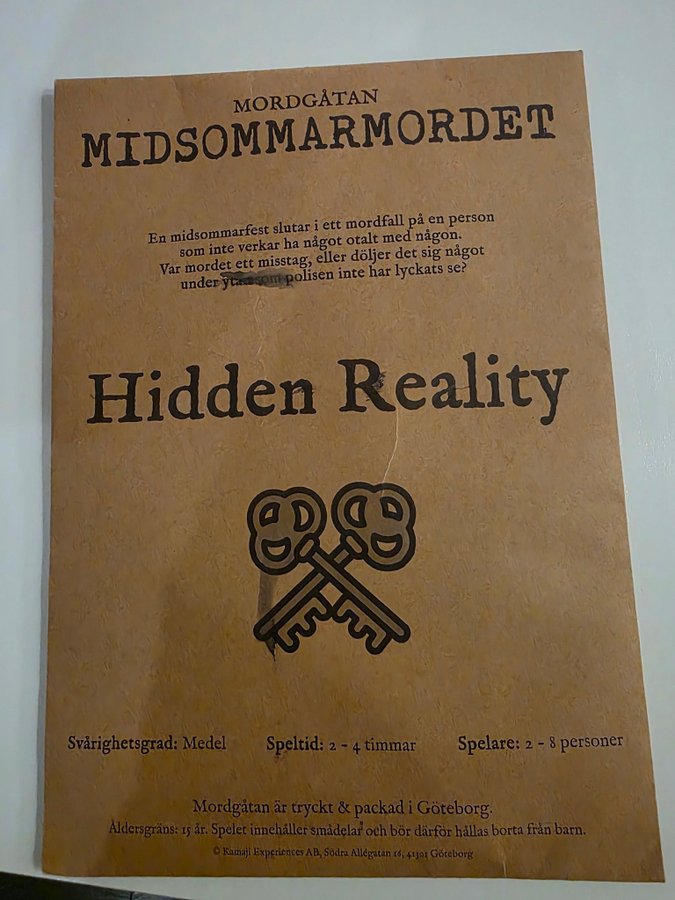 MORDGÅTAN
MIDSOMMARMORDET
En midsommarfest slutar i ett mordfall på en person
som inte verkar ha något otalt med någon.
Var mordet ett misstag, eller döljer det sig något
under ytan som polisen inte har lyckats se?
Hidden Reality
Svårighetsgrad: Medel Speltid: 2 - 4 timmar Spelare: 2 - 8 personer
Mordgåtan är tryckt & packad i Göteborg.
Åldersgräns: 15 år. Spelet innehåller smådelar och bör därför hållas borta från barn.
© Kamaji Experiences AB, Södra Allégatan 16, 41301 Göteborg